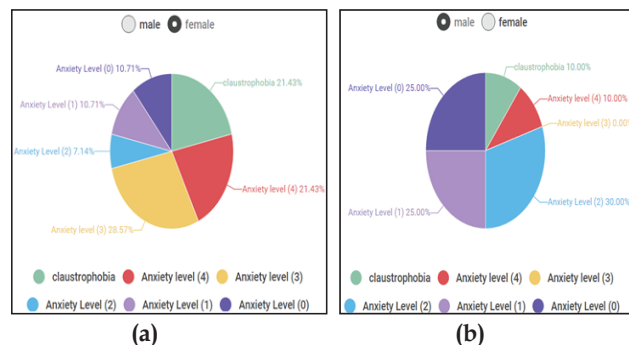 male female
Anxiety Level (0) 10.71%
claustrophobia 21.43%
Anxiety Level (1) 10.71%
Anxiety Level (2) 7.14%
Anxiety level (4) 21.43%
Anxiety level (3) 28.57%
claustrophobia Anxiety level (4) Anxiety level (3)
Anxiety Level (2) Anxiety Level (1) Anxiety Level (0)
(a)
male female
claustrophobia 10.00%
Anxiety Level (0) 25.00%
Anxiety level (4) 10.00%
Anxiety level (3) 0.00%
Anxiety Level (1) 25.00%
Anxiety Level (2) 30.00%
claustrophobia Anxiety level (4) Anxiety level (3)
Anxiety Level (2) Anxiety Level (1) Anxiety Level (0)
(b)